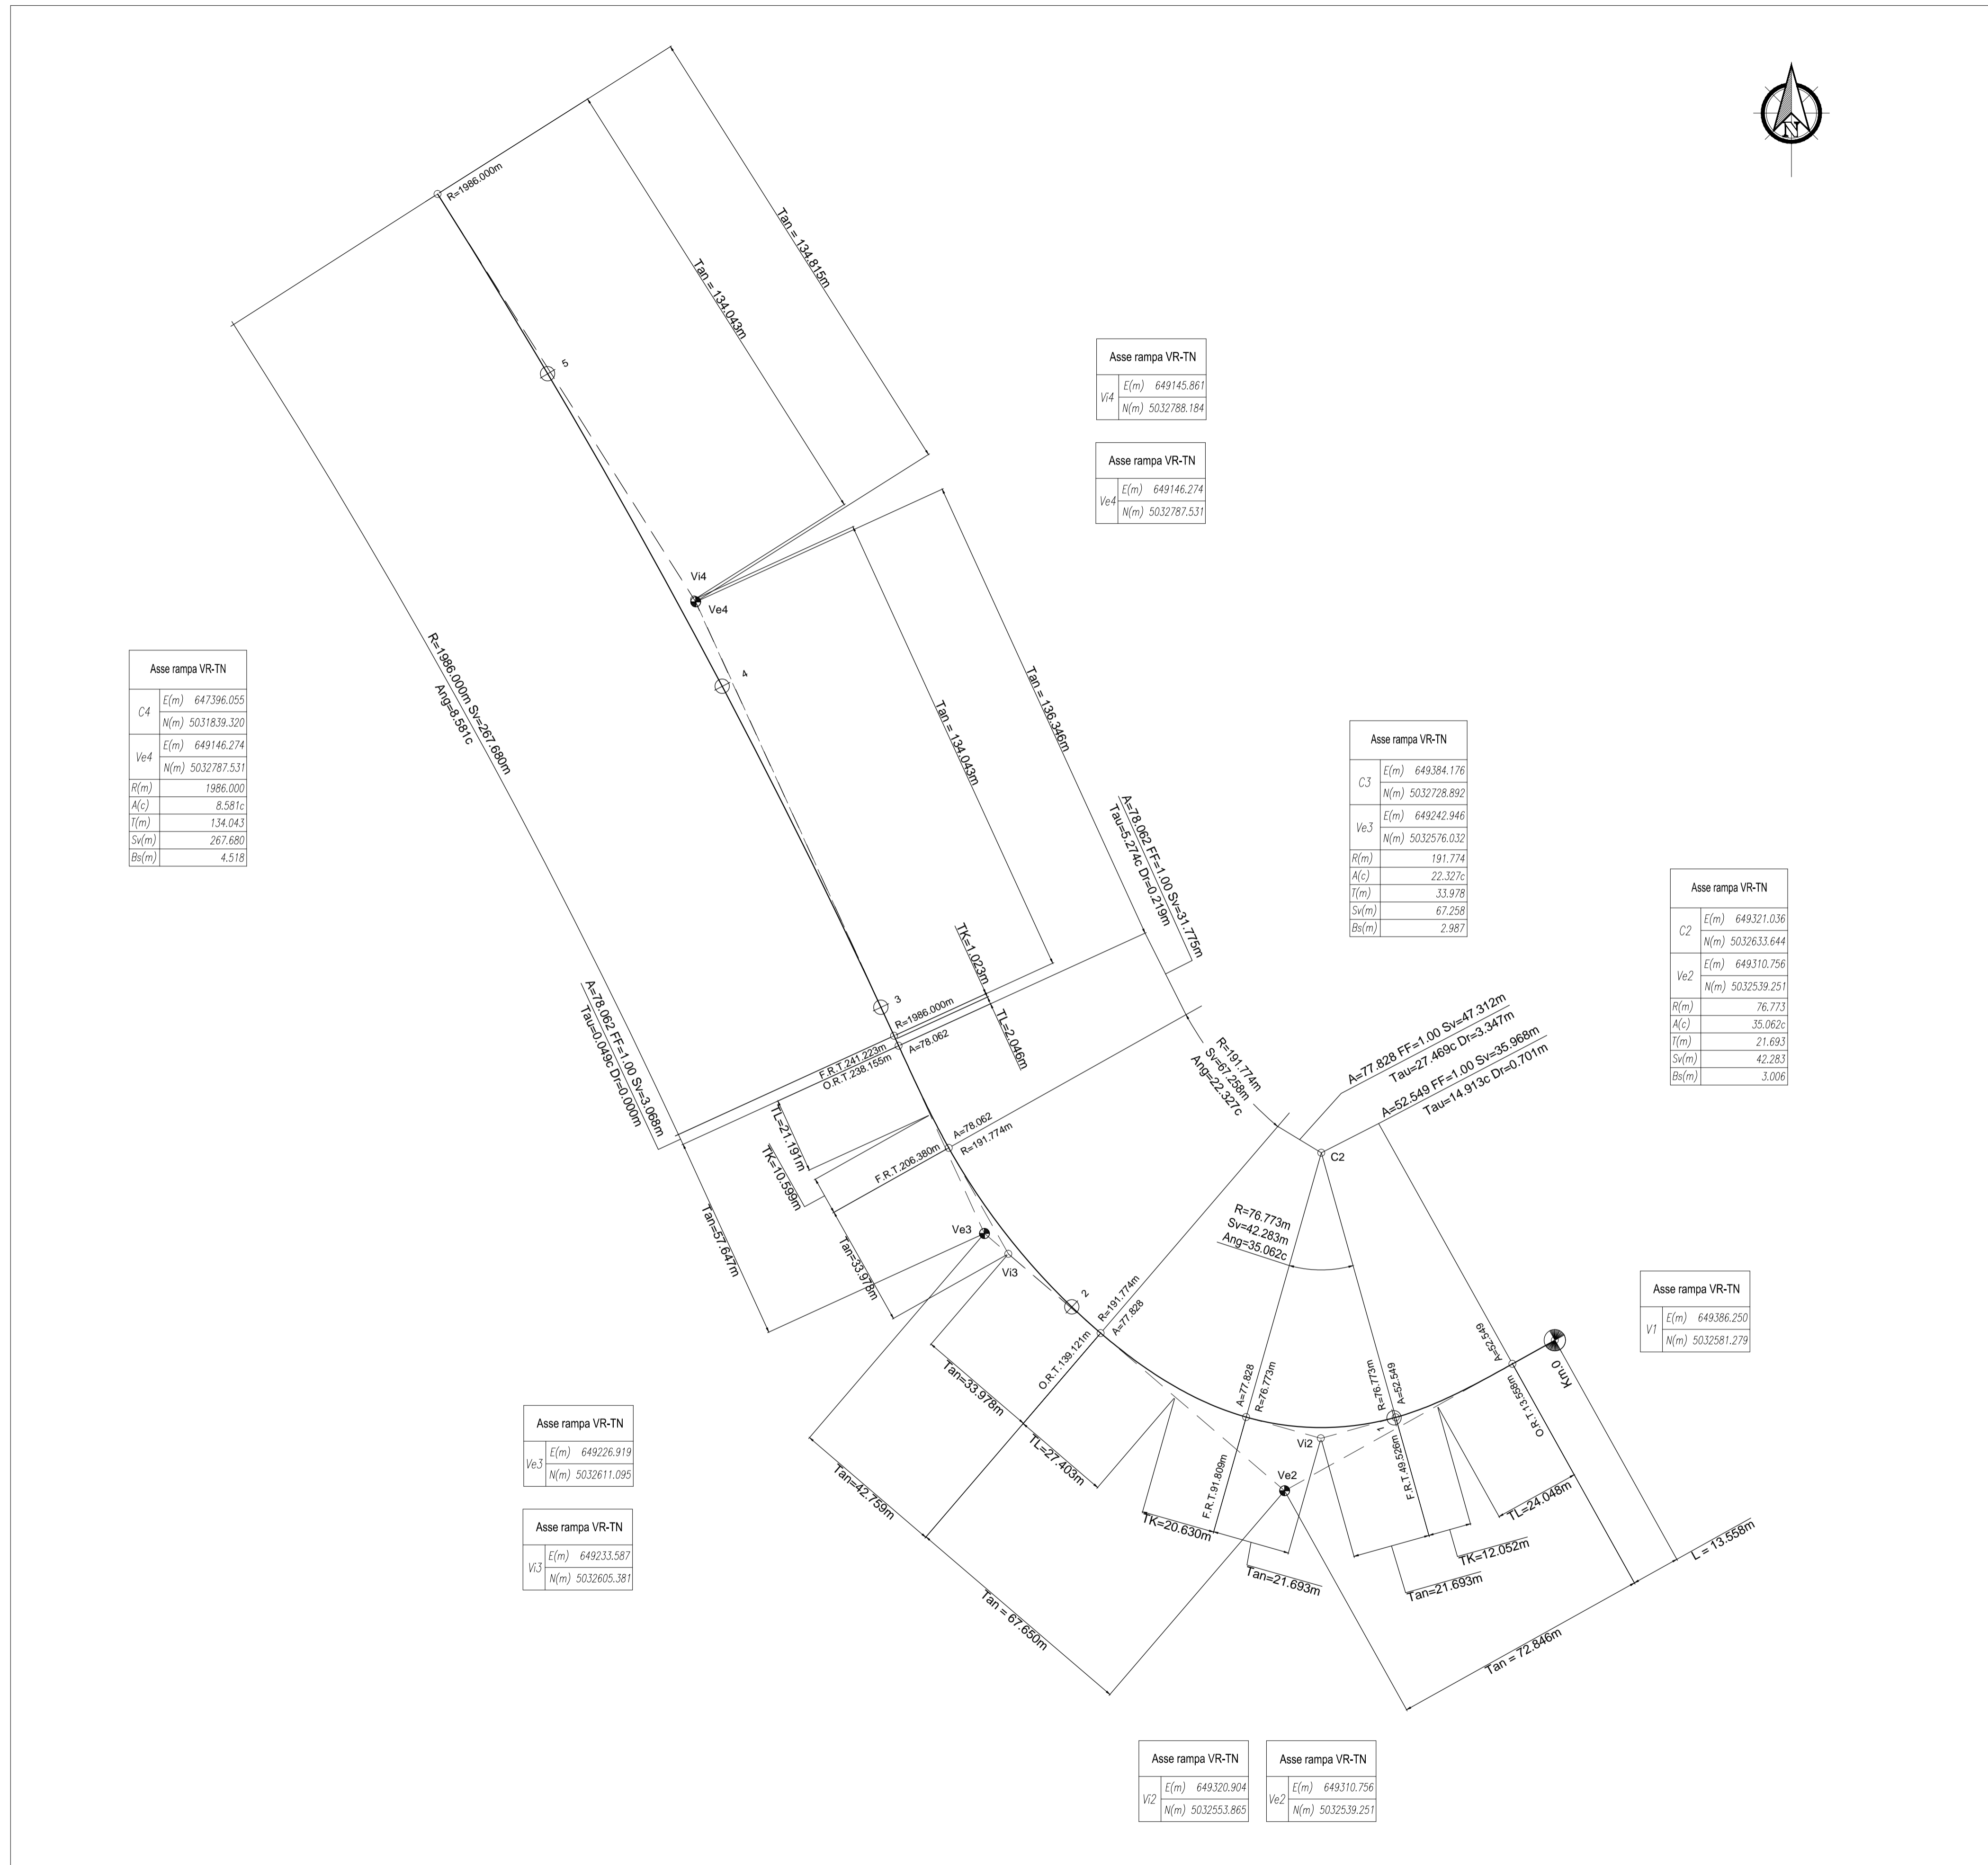 N
R=1986.000m
Tan = 134.815m
Tan = 134.043m
5
Vi4
Ve4
4
R=1986.000m Sv=267.680m
Ang=8.581c
Tan = 136.346m
Tan = 134.043m
Asse rampa VR-TN
Vi4
E(m) 649145.861
N(m) 5032788.184
Asse rampa VR-TN
Ve4
E(m) 649146.274
N(m) 5032787.531
Asse rampa VR-TN
C4
E(m) 647396.055
N(m) 5031839.320
Ve4
E(m) 649146.274
N(m) 5032787.531
R(m) 1986.000
A(c) 8.581c
T(m) 134.043
Sv(m) 267.680
Bs(m) 4.518
Asse rampa VR-TN
C3
E(m) 649384.176
N(m) 5032728.892
Ve3
E(m) 649242.946
N(m) 5032576.032
R(m) 191.774
A(c) 22.327c
T(m) 33.978
Sv(m) 67.258
Bs(m) 2.987
Asse rampa VR-TN
C2
E(m) 649321.036
N(m) 5032633.644
Ve2
E(m) 649310.756
N(m) 5032539.251
R(m) 76.773
A(c) 35.062c
T(m) 21.693
Sv(m) 42.283
Bs(m) 3.006
A=78.062 FF=1.00 Sv=31.775m
Tau=5.274c Dr=0.219m
TK=1.023m
TL=2.046m
3
R=1986.000m
A=78.062
F.R.T.241.223m
O.R.T.238.155m
A=78.062 FF=1.00 Sv=3.068m
Tau=0.049c Dr=0.000m
R=191.774m
Sv=67.258m
Ang=22.327c
A=77.828 FF=1.00 Sv=47.312m
Tau=27.469c Dr=3.347m
A=52.549 FF=1.00 Sv=35.968m
Tau=14.913c Dr=0.701m
TL=21.191m
TK=10.599m
F.R.T.206.380m
A=78.062
R=191.774m
C2
Tan=57.647m
Tan=33.978m
Ve3
Vi3
R=76.773m
Sv=42.283m
Ang=35.062c
2
R=191.774m
A=77.828
O.R.T.139.121m
Tan=33.978m
TL=27.403m
A=77.828
R=76.773m
F.R.T.91.809m
R=76.773m
A=52.549
1
F.R.T.49.526m
A=52.549
O.R.T.13.558m
Km.0
Asse rampa VR-TN
V1
E(m) 649386.250
N(m) 5032581.279
Vi2
Ve2
Tan=42.759m
TK=20.630m
Tan=21.693m
TL=24.048m
TK=12.052m
Tan=21.693m
L = 13.558m
Tan = 67.650m
Tan = 72.846m
Asse rampa VR-TN
Ve3
E(m) 649226.919
N(m) 5032611.095
Asse rampa VR-TN
Vi3
E(m) 649233.587
N(m) 5032605.381
Asse rampa VR-TN
Vi2
E(m) 649320.904
N(m) 5032553.865
Asse rampa VR-TN
Ve2
E(m) 649310.756
N(m) 5032539.251